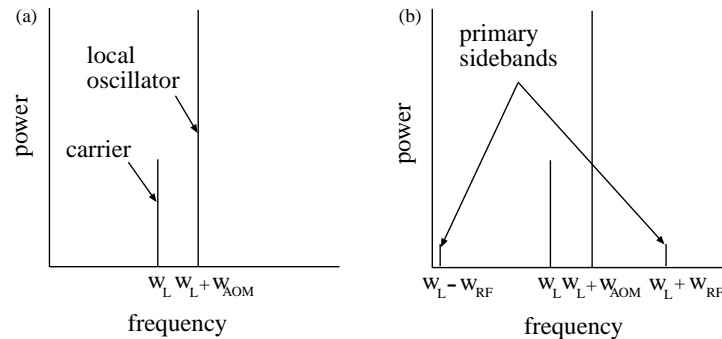 (a)
local
oscillator
carrier
power
w_L w_L + w_AOM
frequency
(b)
primary
sidebands
power
w_L − w_RF w_L w_L + w_AOM w_L + w_RF
frequency